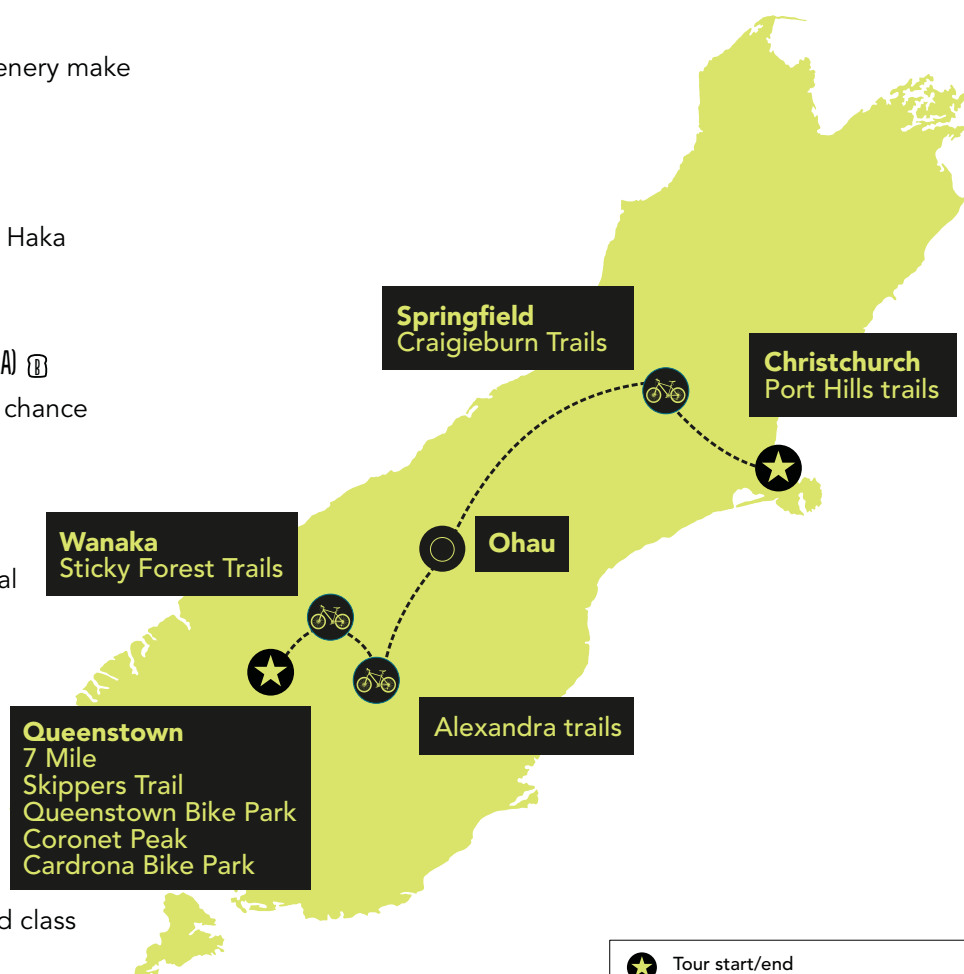 enery make
Haka
A) B
chance
al
d class
Springfield
Craigieburn Trails
Christchurch
Port Hills trails
Ohau
Wanaka
Sticky Forest Trails
Alexandra trails
Queenstown
7 Mile
Skippers Trail
Queenstown Bike Park
Coronet Peak
Cardrona Bike Park
Tour start/end